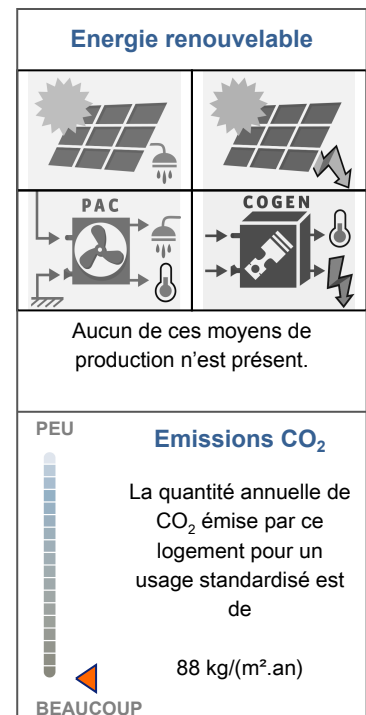 Energie renouvelable
PAC
COGEN
Aucun de ces moyens de
production n'est présent.
PEU
Emissions CO₂
La quantité annuelle de
CO₂ émise par ce
logement pour un
usage standardisé est
de
88 kg/(m².an)
BEAUCOUP